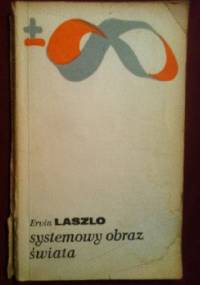 ±
Ervin LASZLO
systemowy obraz
świata